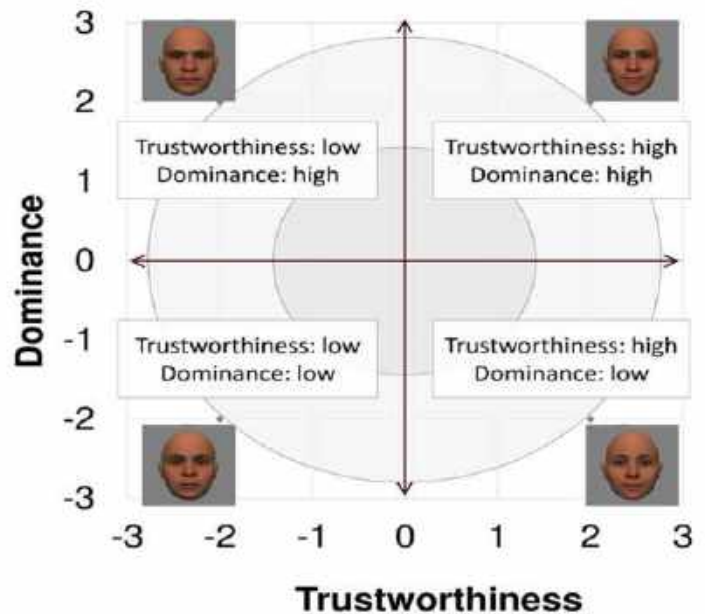 3
2
Trustworthiness: low
Dominance: high
Trustworthiness: high
Dominance: high
1
Dominance
0
-1
Trustworthiness: low
Dominance: low
Trustworthiness: high
Dominance: low
-2
-3
-3 -2 -1 0 1 2 3
Trustworthiness